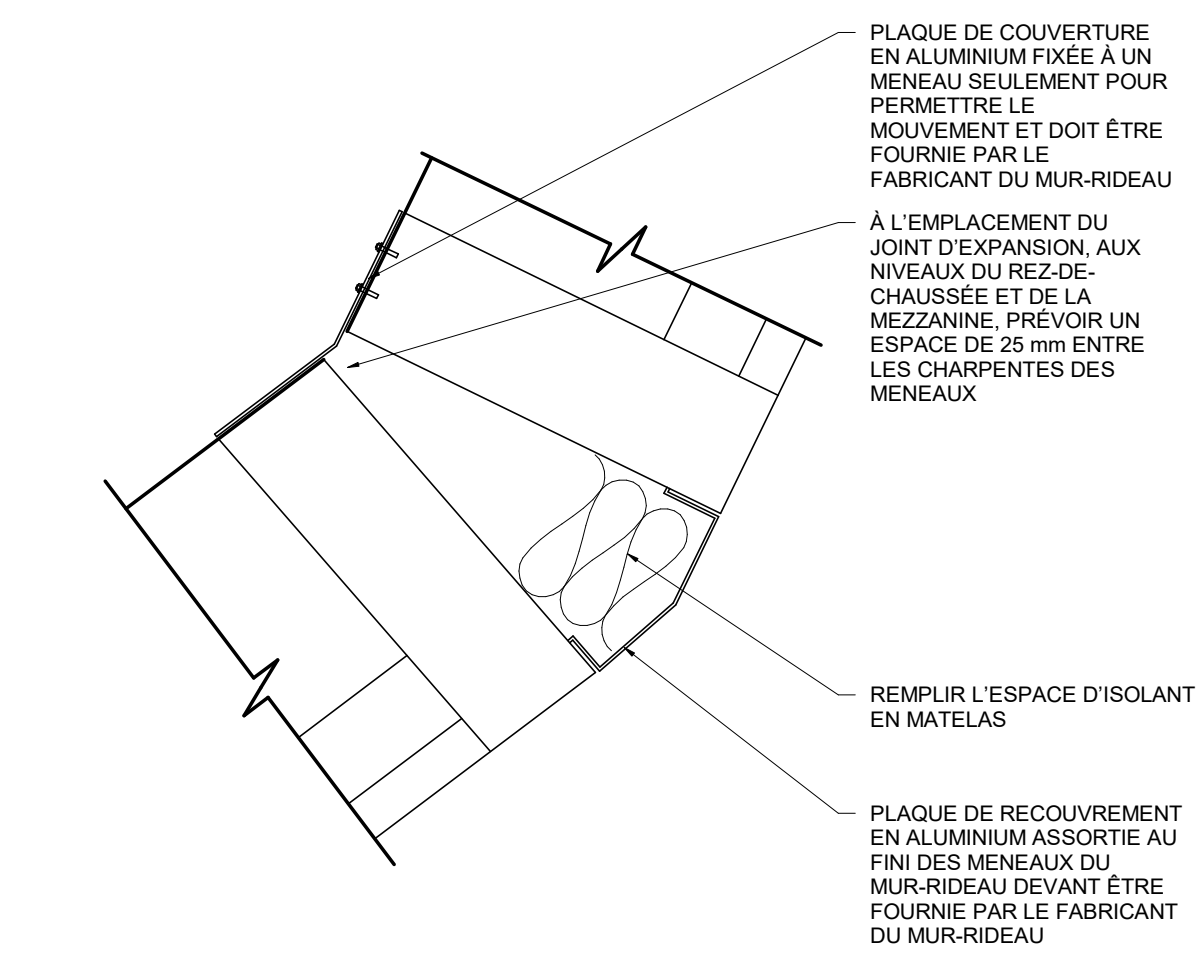 PLAQUE DE COUVERTURE
EN ALUMINIUM FIXÉE À UN
MENEAU SEULEMENT POUR
PERMETTRE LE
MOUVEMENT ET DOIT ÊTRE
FOURNIE PAR LE
FABRICANT DU MUR-RIDEAU
À L'EMPLACEMENT DU
JOINT D'EXPANSION, AUX
NIVEAUX DU REZ-DE-
CHAUSSÉE ET DE LA
MEZZANINE, PRÉVOIR UN
ESPACE DE 25 mm ENTRE
LES CHARPENTES DES
MENEAUX
REMPLIR L'ESPACE D'ISOLANT
EN MATELAS
PLAQUE DE RECOUVREMENT
EN ALUMINIUM ASSORTIE AU
FINI DES MENEAUX DU
MUR-RIDEAU DEVANT ÊTRE
FOURNIE PAR LE FABRICANT
DU MUR-RIDEAU